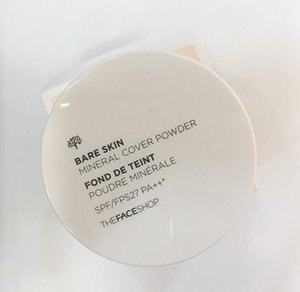 BARE SKIN
MINERAL COVER POWDER
FOND DE TEINT
POUDRE MINÉRALE
SPF/FPS27 PA++
THEFACESHOP